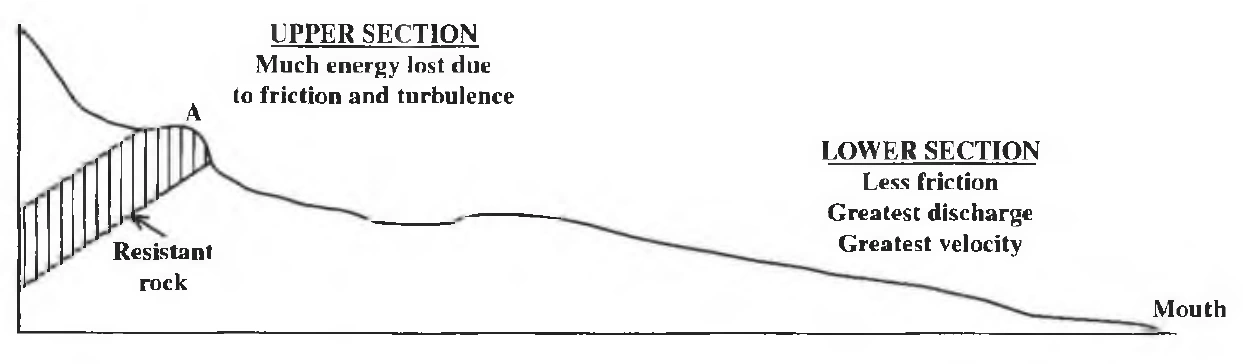 UPPER SECTION
Much energy lost due
to friction and turbulence
A
LOWER SECTION
Less friction
Greatest discharge
Greatest velocity
Resistant
rock
Mouth